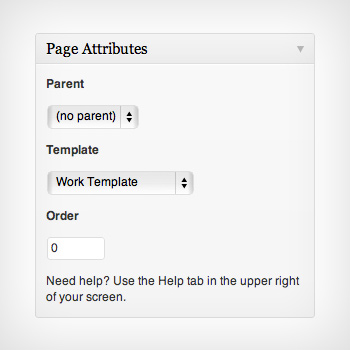 Page Attributes
Parent
(no parent)
Template
Work Template
Order
0
Need help? Use the Help tab in the upper right
of your screen.